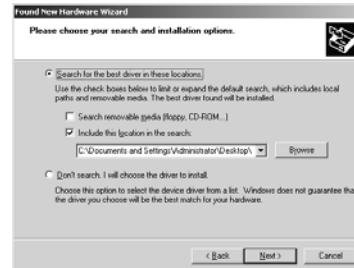 Found New Hardware Wizard
Please choose your search and installation options.
Search for the best driver in these locations.
Use the check boxes below to limit or expand the default search, which includes local
paths and removable media. The best driver found will be installed.
Search removable media (floppy, CD-ROM...)
Include this location in the search:
C:\Documents and Settings\Administrator\Desktop\
Browse
Don't search. I will choose the driver to install.
Choose this option to select the device driver from a list. Windows does not guarantee tha
the driver you choose will be the best match for your hardware.
< Back
Next >
Cancel